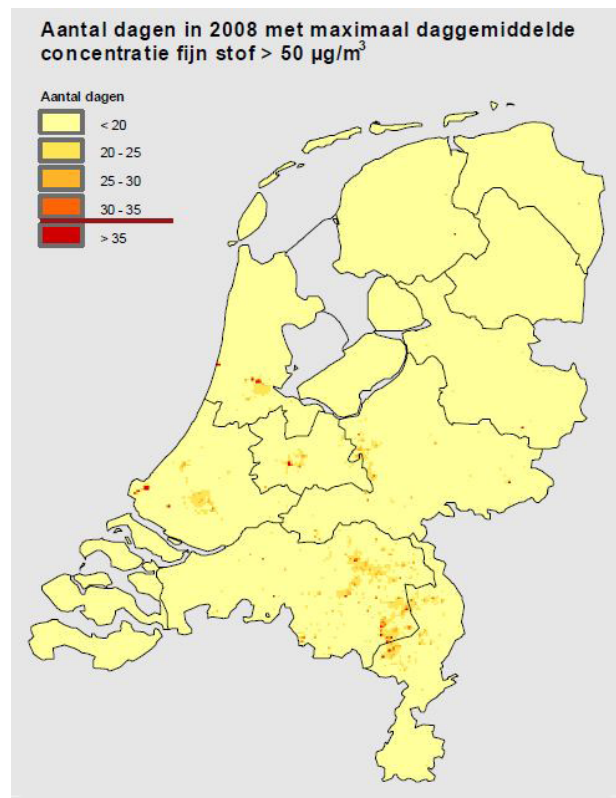 Aantal dagen in 2008 met maximaal daggemiddelde
concentratie fijn stof > 50 µg/m³
Aantal dagen
< 20
20 - 25
25 - 30
30 - 35
> 35